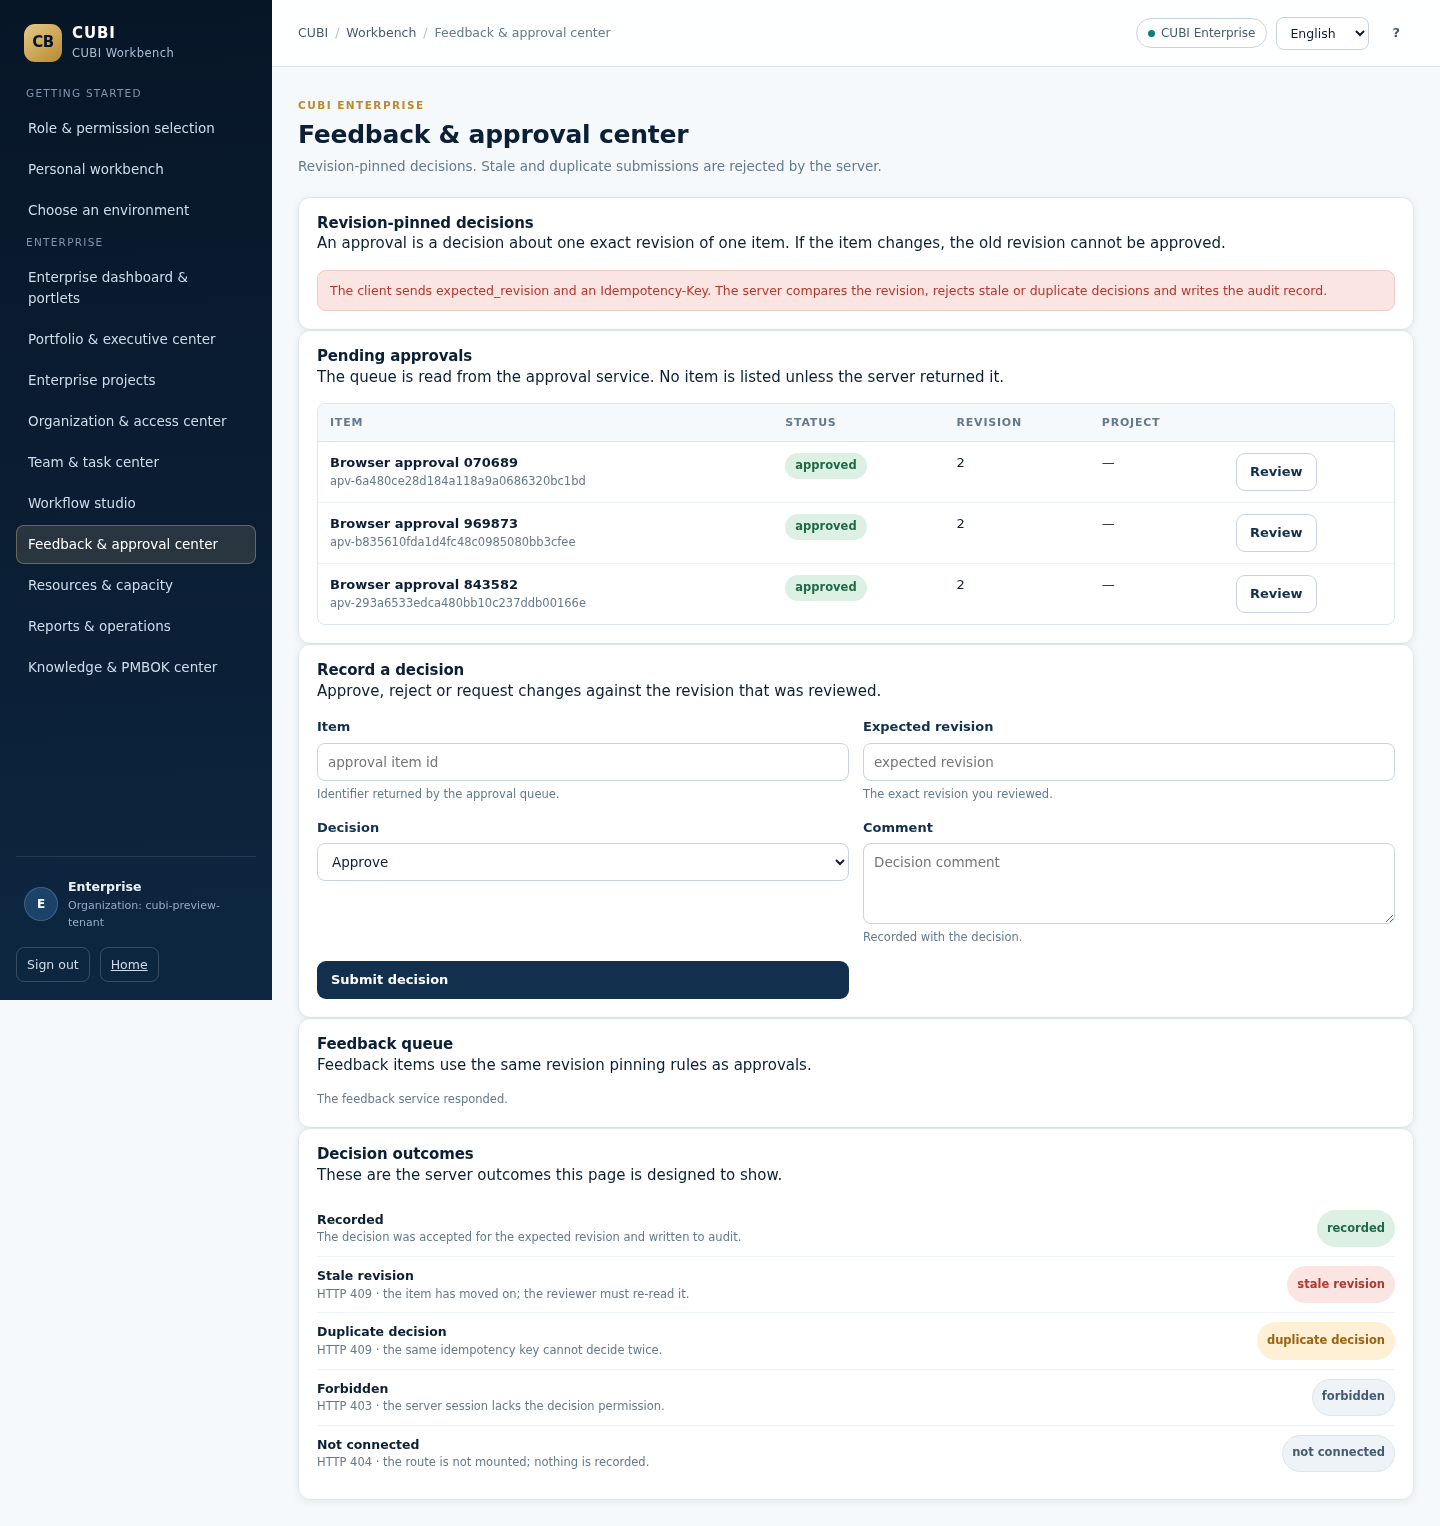 CB
CUBI
CUBI Workbench
GETTING STARTED
Role & permission selection
Personal workbench
Choose an environment
ENTERPRISE
Enterprise dashboard &
portlets
Portfolio & executive center
Enterprise projects
Organization & access center
Team & task center
Workflow studio
Feedback & approval center
Resources & capacity
Reports & operations
Knowledge & PMBOK center
E
Enterprise
Organization: cubi-preview-
tenant
Sign out
Home
CUBI / Workbench / Feedback & approval center
CUBI Enterprise
English
?
CUBI ENTERPRISE
Feedback & approval center
Revision-pinned decisions. Stale and duplicate submissions are rejected by the server.
Revision-pinned decisions
An approval is a decision about one exact revision of one item. If the item changes, the old revision cannot be approved.
The client sends expected_revision and an Idempotency-Key. The server compares the revision, rejects stale or duplicate decisions and writes the audit record.
Pending approvals
The queue is read from the approval service. No item is listed unless the server returned it.
ITEM STATUS REVISION PROJECT
Browser approval 070689 approved 2 — Review
apv-6a480ce28d184a118a9a0686320bc1bd
Browser approval 969873 approved 2 — Review
apv-b835610fda1d4fc48c0985080bb3cfee
Browser approval 843582 approved 2 — Review
apv-293a6533edca480bb10c237ddb00166e
Record a decision
Approve, reject or request changes against the revision that was reviewed.
Item
approval item id
Identifier returned by the approval queue.
Expected revision
expected revision
The exact revision you reviewed.
Decision
Approve
Comment
Decision comment
Recorded with the decision.
Submit decision
Feedback queue
Feedback items use the same revision pinning rules as approvals.
The feedback service responded.
Decision outcomes
These are the server outcomes this page is designed to show.
Recorded
The decision was accepted for the expected revision and written to audit.
recorded
Stale revision
HTTP 409 · the item has moved on; the reviewer must re-read it.
stale revision
Duplicate decision
HTTP 409 · the same idempotency key cannot decide twice.
duplicate decision
Forbidden
HTTP 403 · the server session lacks the decision permission.
forbidden
Not connected
HTTP 404 · the route is not mounted; nothing is recorded.
not connected